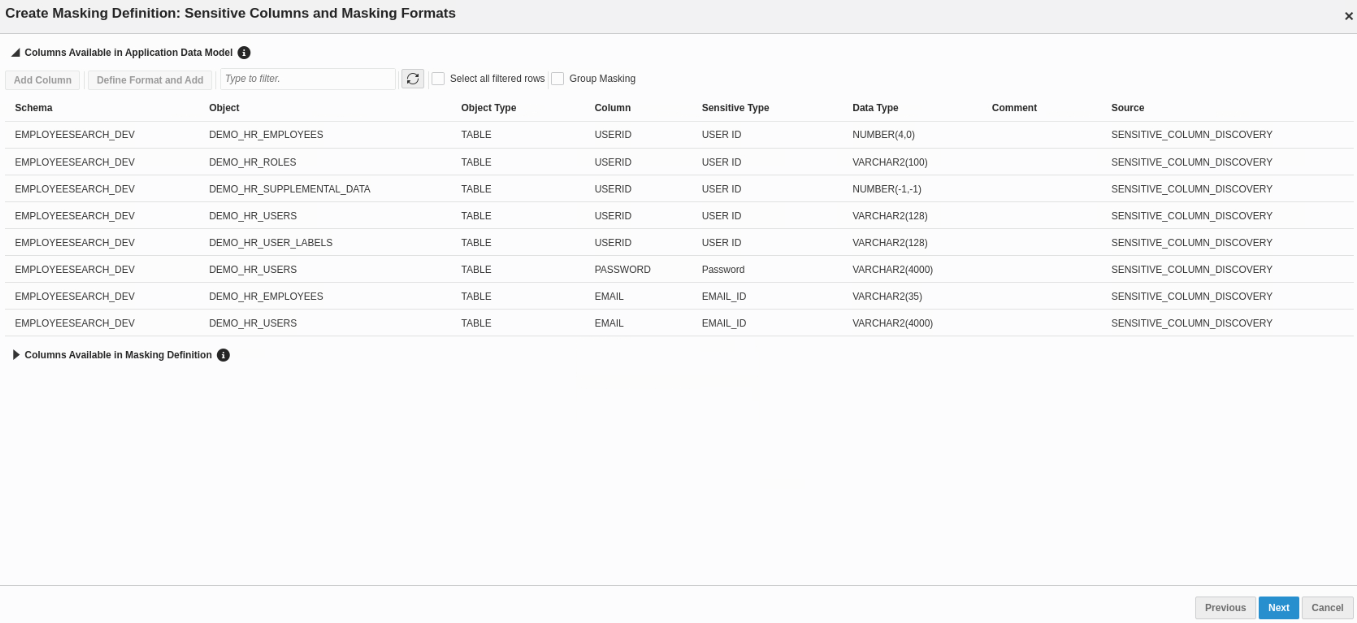 Create Masking Definition: Sensitive Columns and Masking Formats
Columns Available in Application Data Model
Add Column Define Format and Add Type to filter. Select all filtered rows Group Masking
Schema Object Object Type Column Sensitive Type Data Type Comment Source
EMPLOYEESEARCH_DEV DEMO_HR_EMPLOYEES TABLE USERID USER ID NUMBER(4,0) SENSITIVE_COLUMN_DISCOVERY
EMPLOYEESEARCH_DEV DEMO_HR_ROLES TABLE USERID USER ID VARCHAR2(100) SENSITIVE_COLUMN_DISCOVERY
EMPLOYEESEARCH_DEV DEMO_HR_SUPPLEMENTAL_DATA TABLE USERID USER ID NUMBER(-1,-1) SENSITIVE_COLUMN_DISCOVERY
EMPLOYEESEARCH_DEV DEMO_HR_USERS TABLE USERID USER ID VARCHAR2(128) SENSITIVE_COLUMN_DISCOVERY
EMPLOYEESEARCH_DEV DEMO_HR_USER_LABELS TABLE USERID USER ID VARCHAR2(128) SENSITIVE_COLUMN_DISCOVERY
EMPLOYEESEARCH_DEV DEMO_HR_USERS TABLE PASSWORD Password VARCHAR2(4000) SENSITIVE_COLUMN_DISCOVERY
EMPLOYEESEARCH_DEV DEMO_HR_EMPLOYEES TABLE EMAIL EMAIL_ID VARCHAR2(35) SENSITIVE_COLUMN_DISCOVERY
EMPLOYEESEARCH_DEV DEMO_HR_USERS TABLE EMAIL EMAIL_ID VARCHAR2(4000) SENSITIVE_COLUMN_DISCOVERY
Columns Available in Masking Definition
Previous Next Cancel